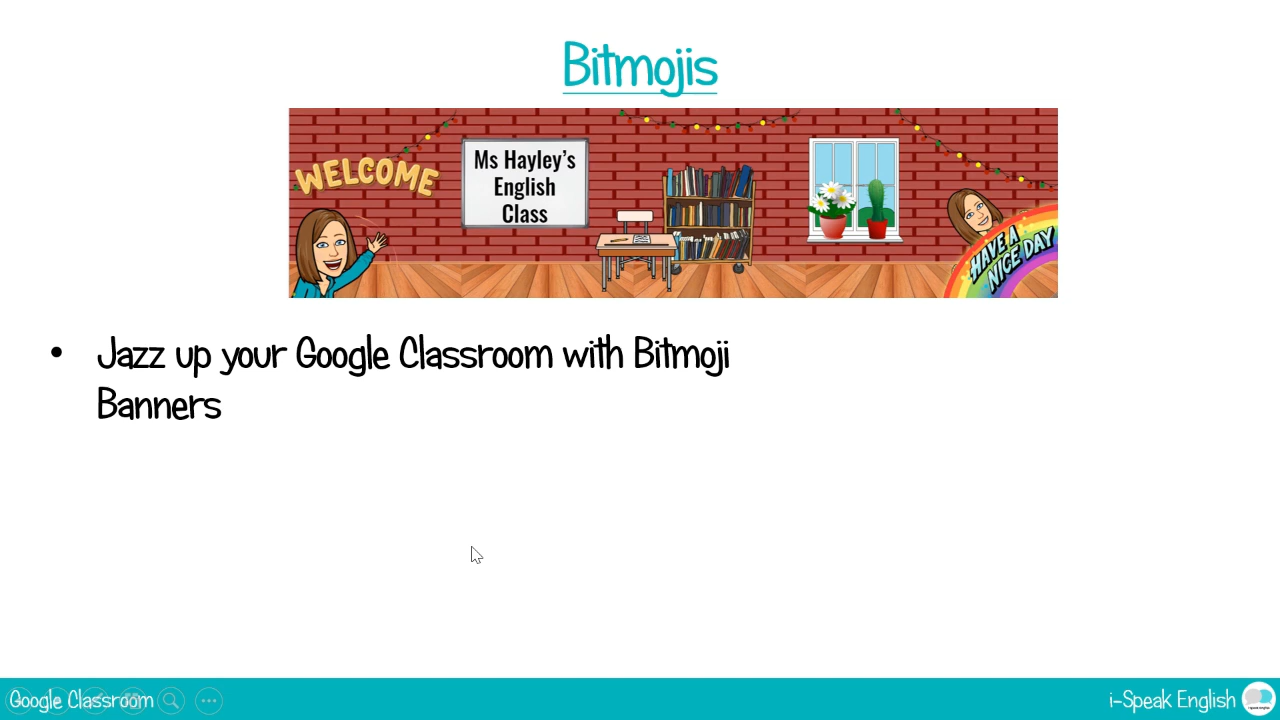 Bitmojis
WELCOME
Ms Hayley's
English
Class
HAVE A
NICE DAY
• Jazz up your Google Classroom with Bitmoji
Banners
Google Classroom
i-Speak English